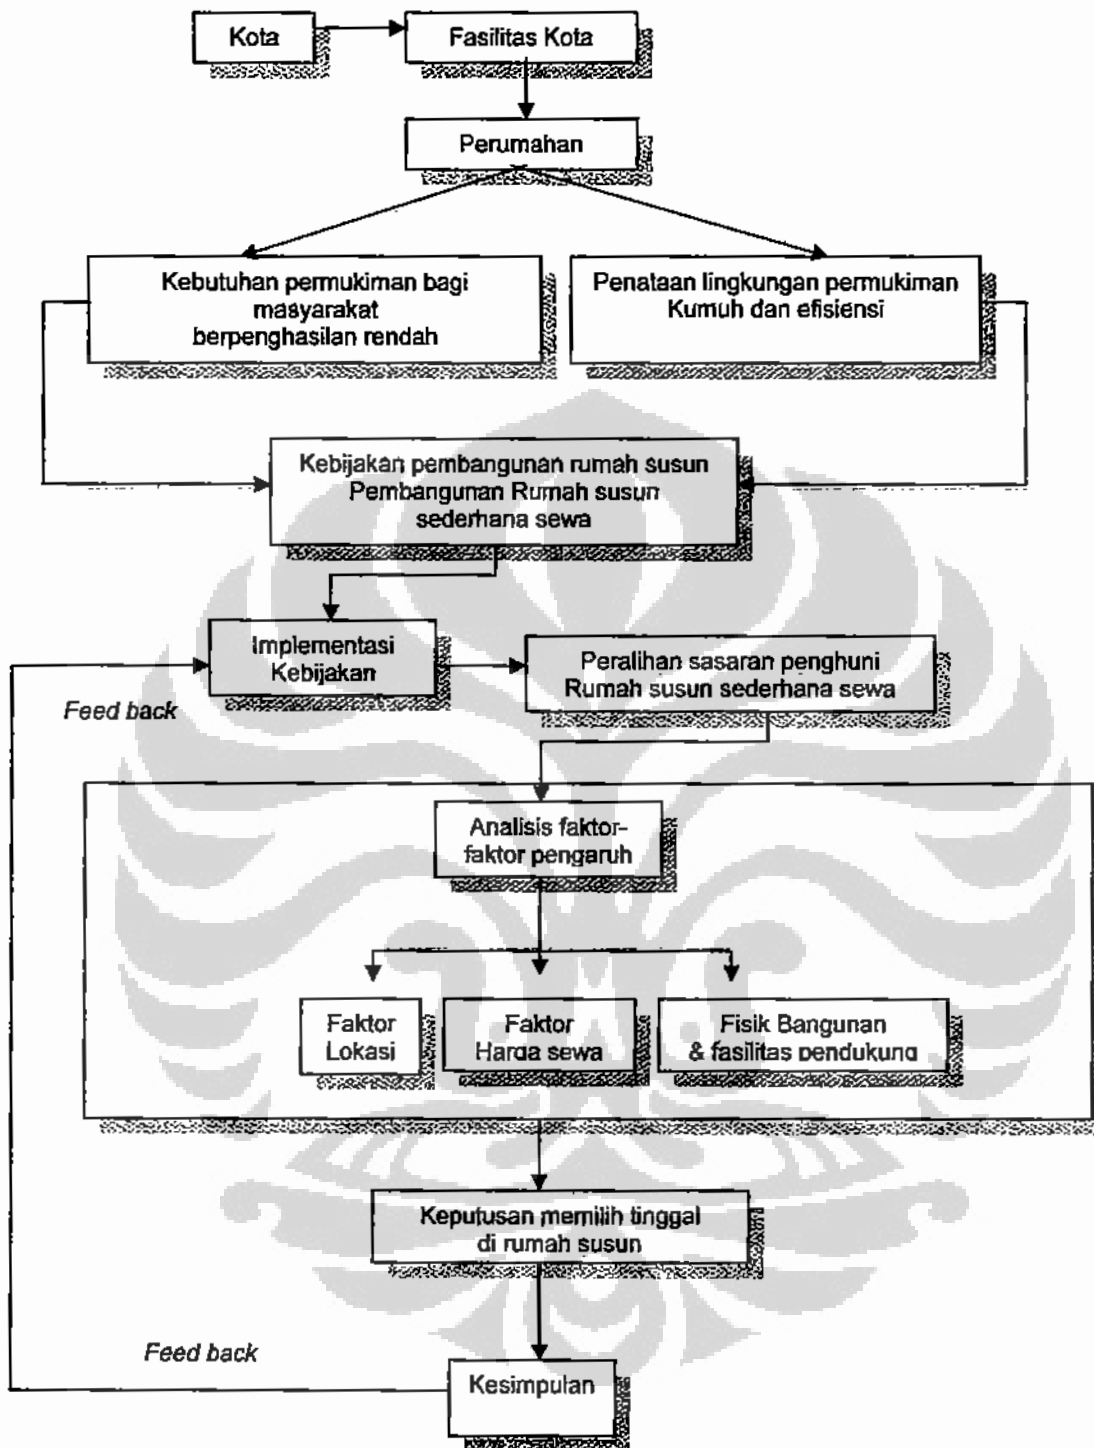 Kota
Fasilitas Kota
Perumahan
Kebutuhan permukiman bagi
masyarakat
berpenghasilan rendah
Penataan lingkungan permukiman
Kumuh dan efisiensi
Kebijakan pembangunan rumah susun
Pembangunan Rumah susun
sederhana sewa
Implementasi
Kebijakan
Peralihan sasaran penghuni
Rumah susun sederhana sewa
Feed back
Analisis faktor-
faktor pengaruh
Faktor
Lokasi
Faktor
Harga sewa
Fisik Bangunan
& fasilitas pendukung
Keputusan memilih tinggal
di rumah susun
Feed back
Kesimpulan